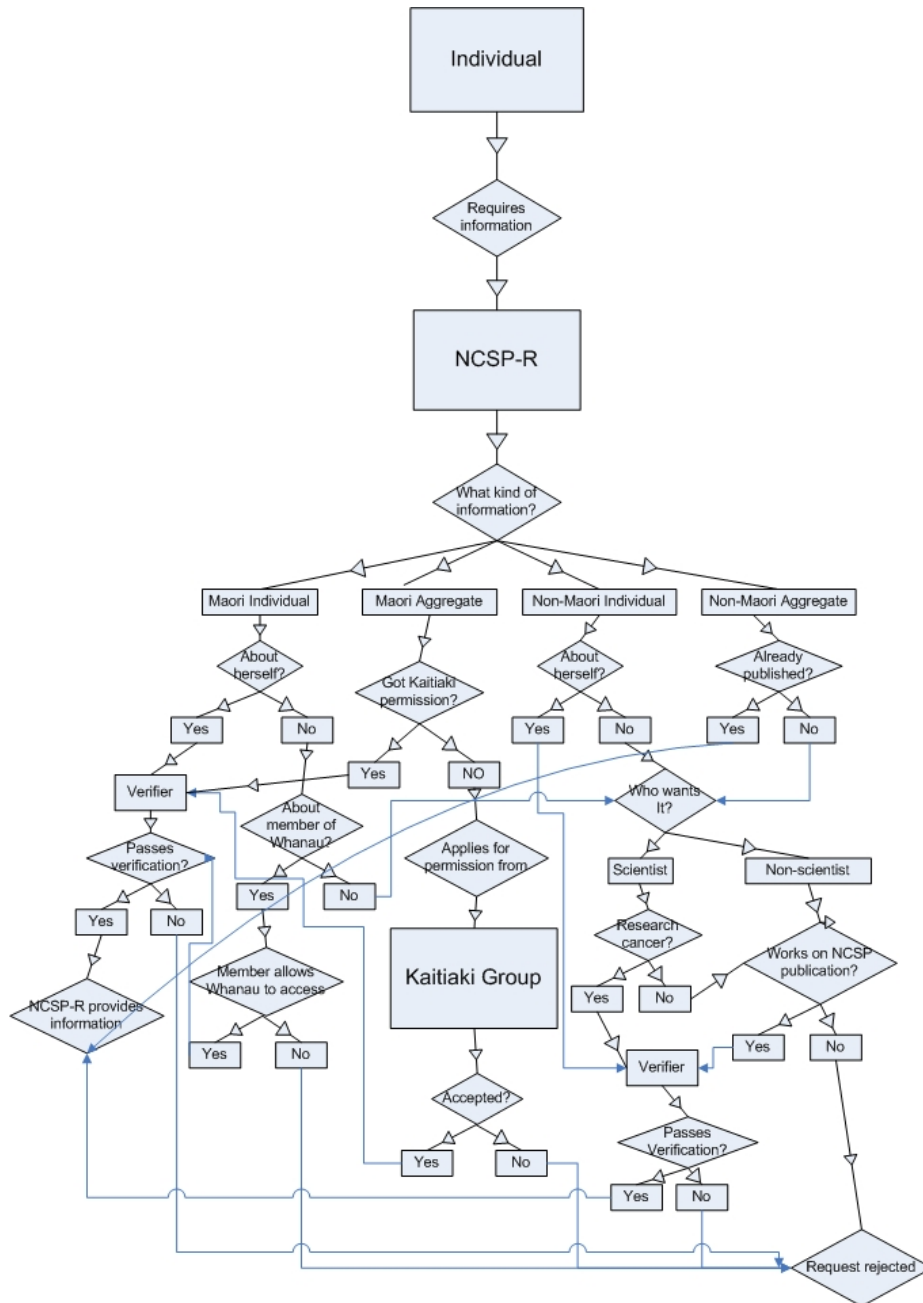 Individual
Requires
information
NCSP-R
What kind of
information?
Maori Individual
Maori Aggregate
Non-Maori Individual
Non-Maori Aggregate
About
herself?
Got Kaitiaki
permission?
About
herself?
Already
published?
Yes
No
Yes
No
Yes
No
Yes
NO
Verifier
About
member of
Whanau?
Who wants
It?
Passes
verification?
Applies for
permission from
Yes
No
Scientist
Non-scientist
Yes
No
Research
cancer?
Works on NCSP
publication?
Member allows
Whanau to access
Kaitiaki Group
NCSP-R provides
information
Yes
No
Yes
No
Yes
No
Verifier
Accepted?
Passes
Verification?
Yes
No
Yes
No
Request rejected